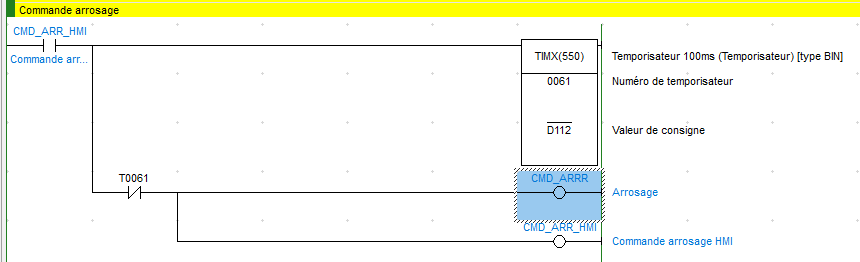 Commande arrosage
CMD_ARR_HMI
Commande arr...
TIMX(550)
Temporisateur 100ms (Temporisateur) [type BIN]
0061
Numéro de temporisateur
D112
Valeur de consigne
T0061
CMD_ARRR
Arrosage
CMD_ARR_HMI
Commande arrosage HMI